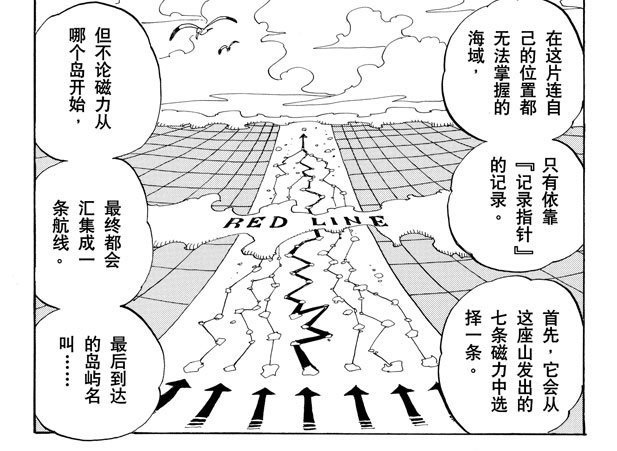 在这片连自
己的位置都
无法掌握的
海域，
只有依靠
『记录指针』
的记录。
首先，它会从
这座山发出的
七条磁力中选
择一条。
但不论磁力从
哪个岛开始，
最终都会
汇集成一
条航线。
最后到达
的岛屿名
叫……
RED LINE